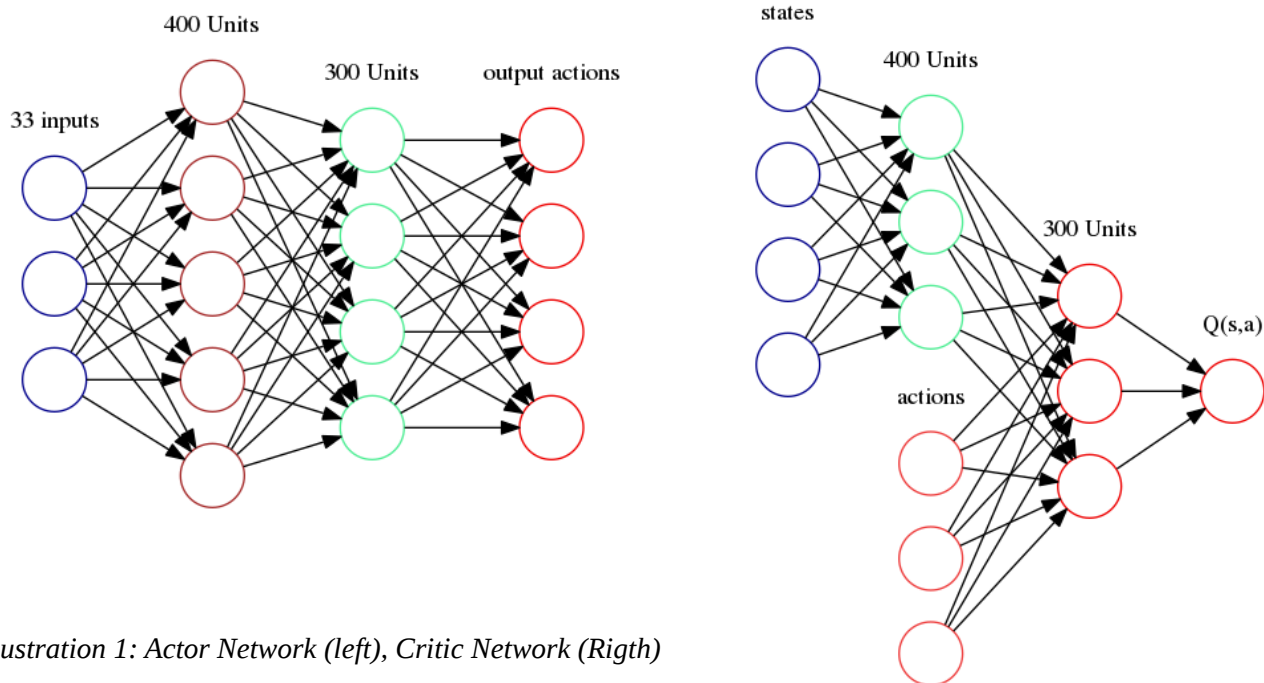 400 Units
300 Units
output actions
33 inputs
states
400 Units
300 Units
Q(s,a)
actions
ustration 1: Actor Network (left), Critic Network (Rigth)